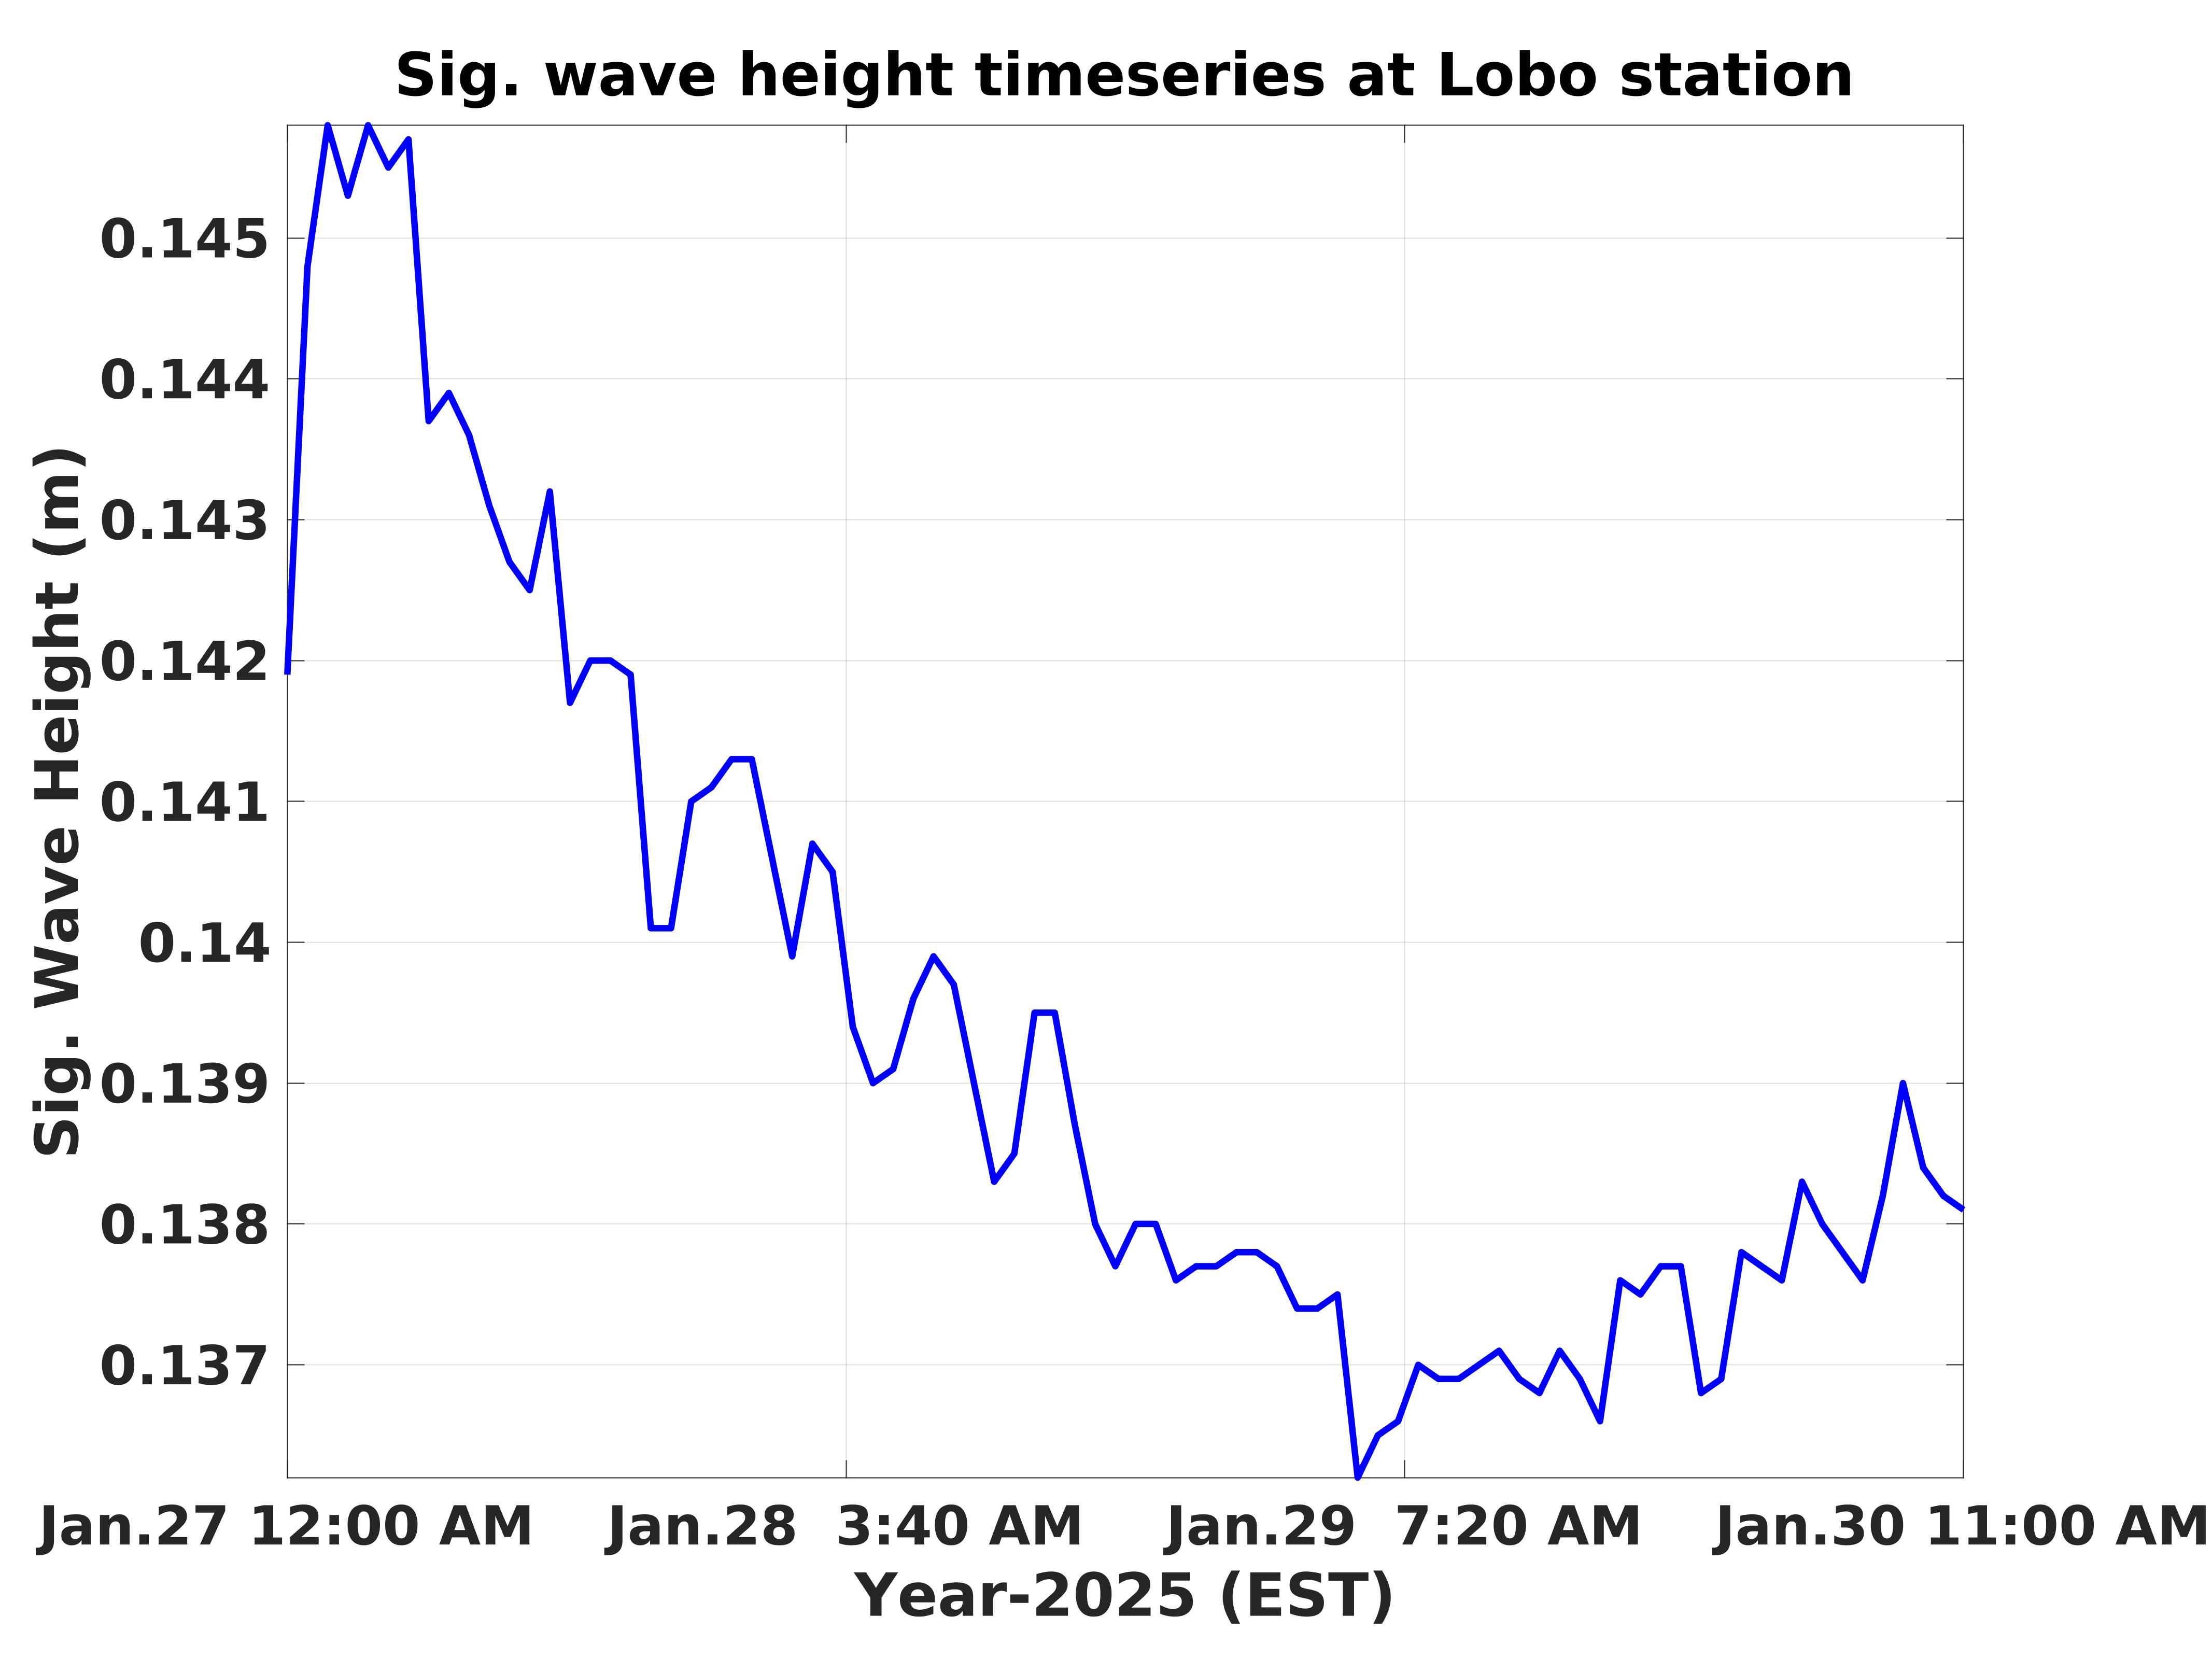 Sig. wave height timeseries at Lobo station
Sig. Wave Height (m)
0.145
0.144
0.143
0.142
0.141
0.14
0.139
0.138
0.137
Jan.27 12:00 AM Jan.28 3:40 AM Jan.29 7:20 AM Jan.30 11:00 AM
Year-2025 (EST)